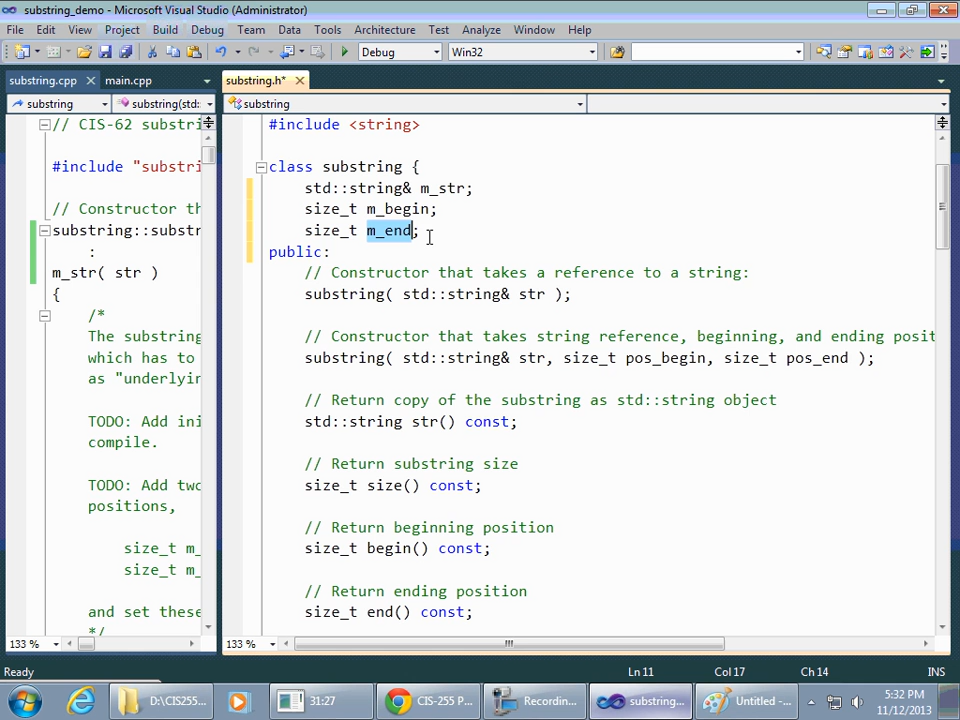 substring_demo - Microsoft Visual Studio (Administrator)
File Edit View Project Build Debug Team Data Tools Architecture Test Analyze Window Help
Debug Win32
substring.cpp main.cpp substring.h*
substring substring(std: substring
// CIS-62 substri
#include "substri
// Constructor th
substring::substr
:
m_str( str )
{
/*
The substring
which has to
as "underlyin
TODO: Add ini
compile.
TODO: Add two
positions,
size_t m_
size_t m_
and set these
*/
#include <string>
class substring {
std::string& m_str;
size_t m_begin;
size_t m_end;
public:
// Constructor that takes a reference to a string:
substring( std::string& str );
// Constructor that takes string reference, beginning, and ending posit
substring( std::string& str, size_t pos_begin, size_t pos_end );
// Return copy of the substring as std::string object
std::string str() const;
// Return substring size
size_t size() const;
// Return beginning position
size_t begin() const;
// Return ending position
size_t end() const;
133 % 133 %
Ready Ln 11 Col 17 Ch 14 INS
D:\CIS255... 31:27 CIS-255 P... Recordin... substring... Untitled -... 5:32 PM
11/12/2013